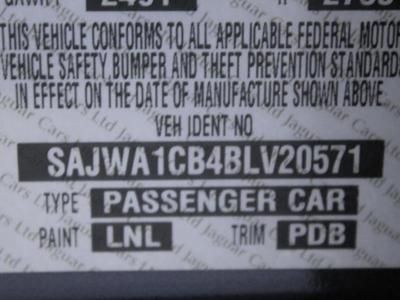 THIS VEHICLE CONFORMS TO ALL APPLICABLE FEDERAL MOTOR
VEHICLE SAFETY, BUMPER AND THEFT PREVENTION STANDARDS
IN EFFECT ON THE DATE OF MANUFACTURE SHOWN ABOVE
VEH IDENT NO
SAJWA1CB4BLV20571
TYPE PASSENGER CAR
PAINT LNL TRIM PDB